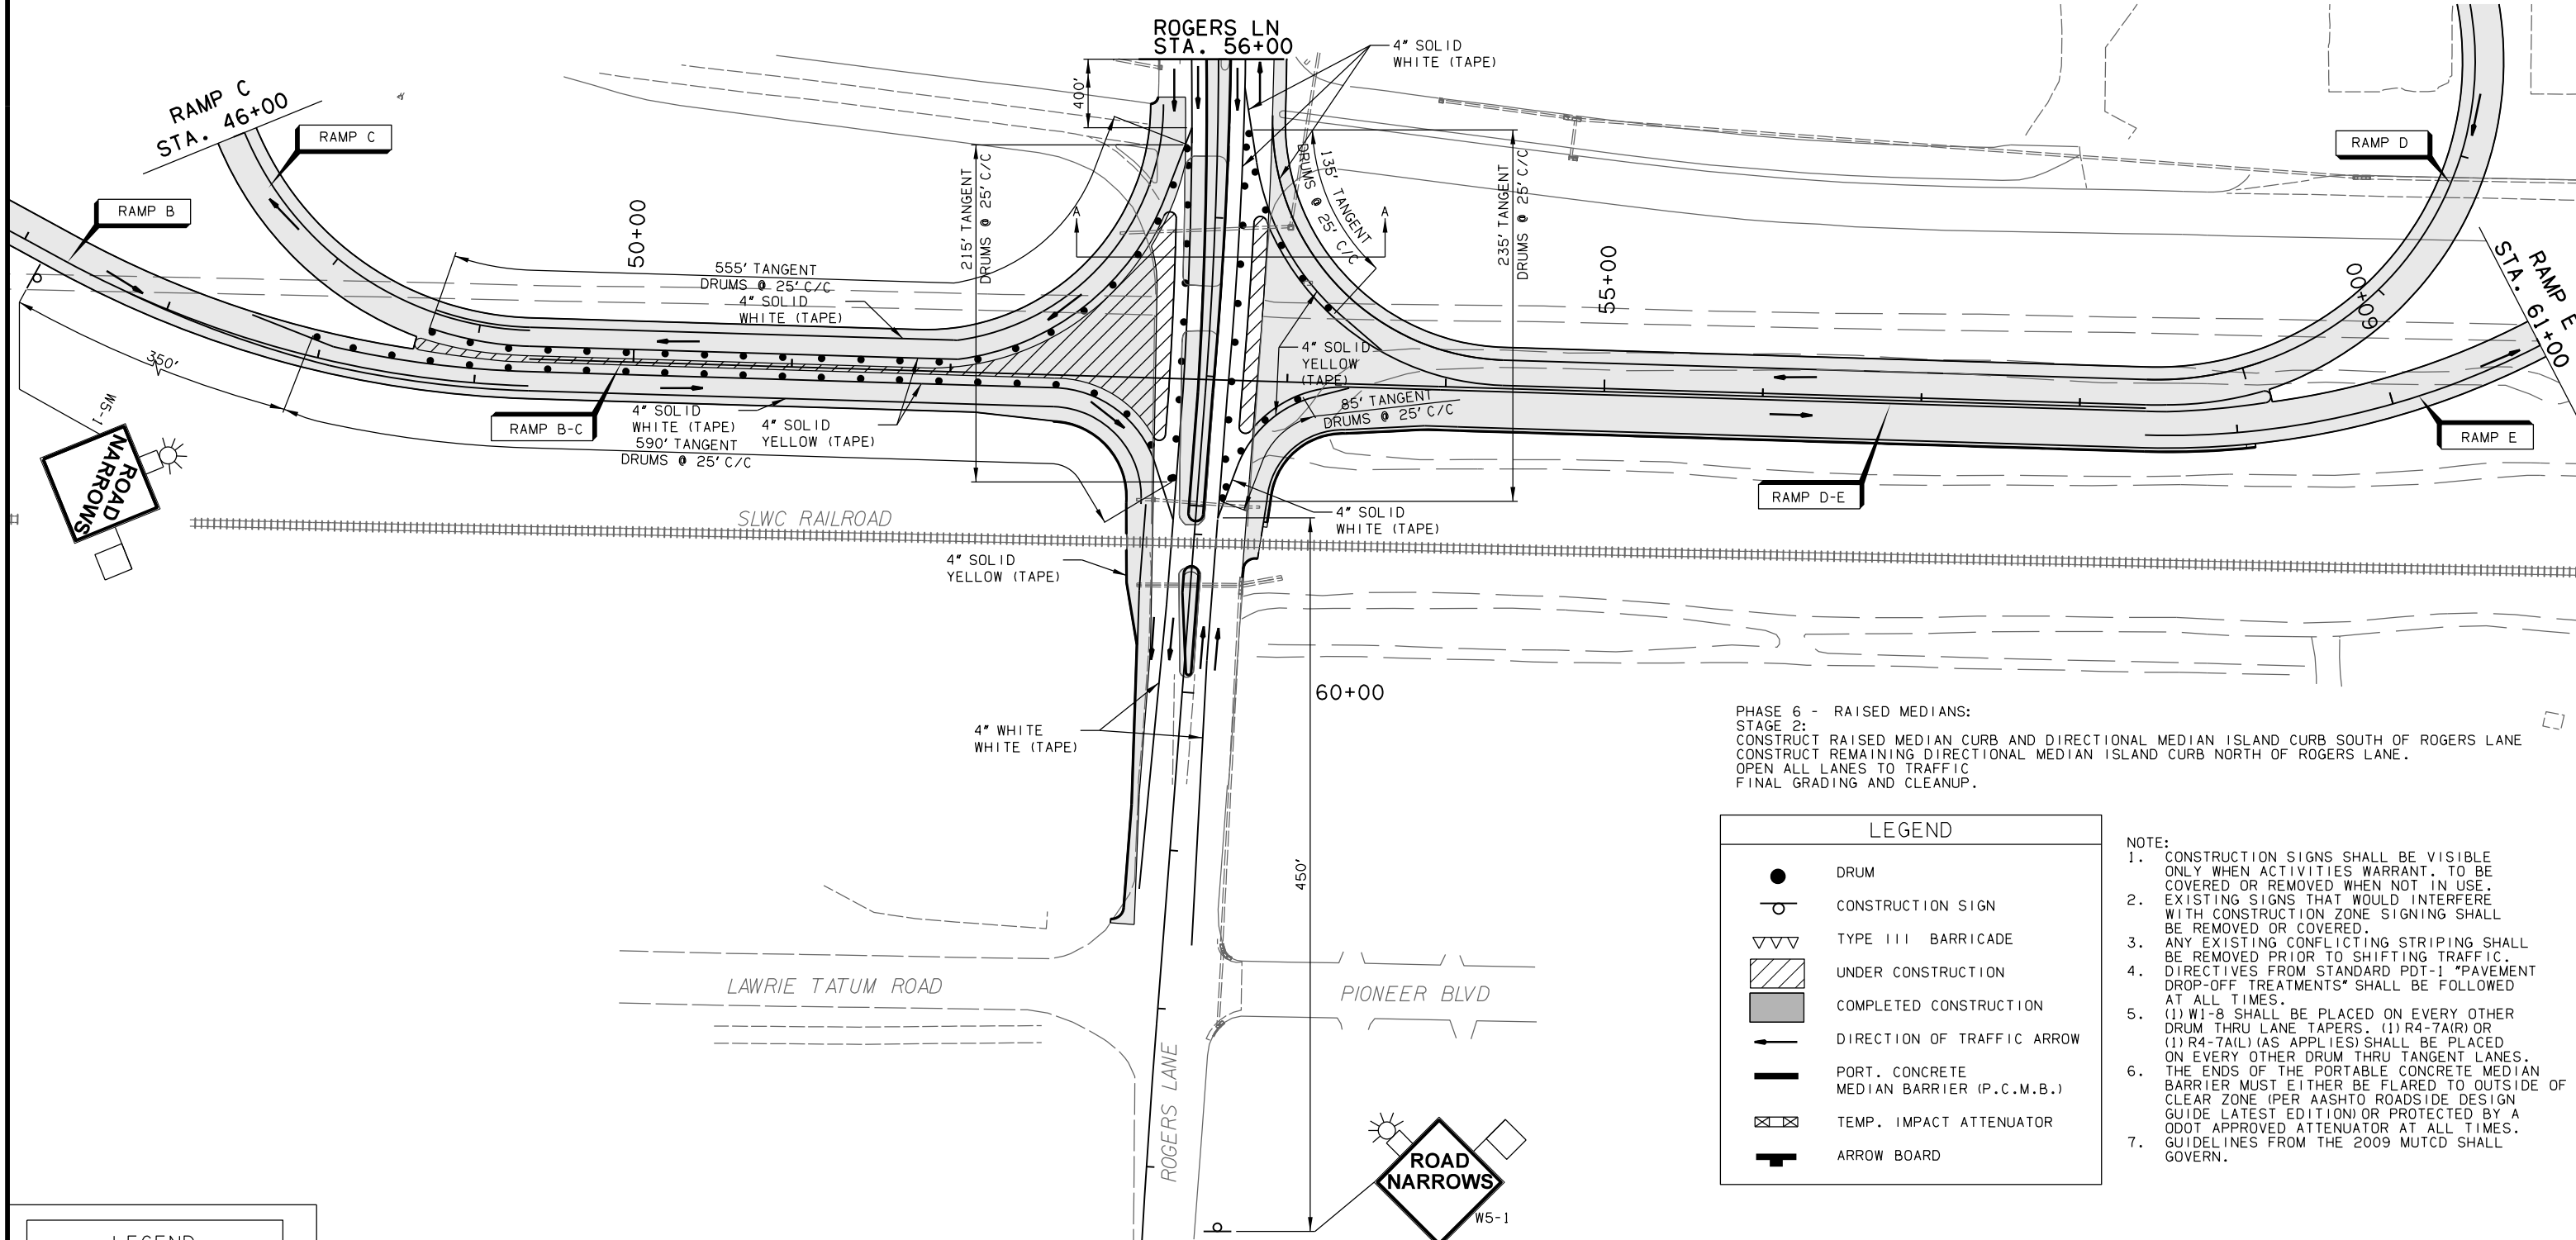 ROGERS LN
STA. 56+00
4" SOLID
WHITE (TAPE)
400'
RAMP C
STA. 46+00
RAMP C
RAMP B
RAMP D
RAMP E
STA. 61+00
50+00
55+00
60+00
215' TANGENT
DRUMS @ 25' C/C
A
A
135' TANGENT
DRUMS @ 25' C/C
235' TANGENT
DRUMS @ 25' C/C
555' TANGENT
DRUMS @ 25' C/C
4" SOLID
WHITE (TAPE)
350'
W5-1
ROAD
NARROWS
RAMP B-C
4" SOLID
WHITE (TAPE)
4" SOLID
YELLOW (TAPE)
590' TANGENT
DRUMS @ 25' C/C
4" SOLID
YELLOW
(TAPE)
85' TANGENT
DRUMS @ 25' C/C
RAMP E
RAMP D-E
SLWC RAILROAD
4" SOLID
WHITE (TAPE)
4" SOLID
YELLOW (TAPE)
60+00
4" WHITE
WHITE (TAPE)
450'
LAWRIE TATUM ROAD
PIONEER BLVD
ROGERS LANE
ROAD
NARROWS
W5-1
PHASE 6 - RAISED MEDIANS:
STAGE 2:
CONSTRUCT RAISED MEDIAN CURB AND DIRECTIONAL MEDIAN ISLAND CURB SOUTH OF ROGERS LANE
CONSTRUCT REMAINING DIRECTIONAL MEDIAN ISLAND CURB NORTH OF ROGERS LANE.
OPEN ALL LANES TO TRAFFIC
FINAL GRADING AND CLEANUP.
LEGEND
DRUM
CONSTRUCTION SIGN
TYPE III BARRICADE
UNDER CONSTRUCTION
COMPLETED CONSTRUCTION
DIRECTION OF TRAFFIC ARROW
PORT. CONCRETE
MEDIAN BARRIER (P.C.M.B.)
TEMP. IMPACT ATTENUATOR
ARROW BOARD
NOTE:
1. CONSTRUCTION SIGNS SHALL BE VISIBLE
ONLY WHEN ACTIVITIES WARRANT. TO BE
COVERED OR REMOVED WHEN NOT IN USE.
2. EXISTING SIGNS THAT WOULD INTERFERE
WITH CONSTRUCTION ZONE SIGNING SHALL
BE REMOVED OR COVERED.
3. ANY EXISTING CONFLICTING STRIPING SHALL
BE REMOVED PRIOR TO SHIFTING TRAFFIC.
4. DIRECTIVES FROM STANDARD PDT-1 "PAVEMENT
DROP-OFF TREATMENTS" SHALL BE FOLLOWED
AT ALL TIMES.
5. (1) W1-8 SHALL BE PLACED ON EVERY OTHER
DRUM THRU LANE TAPERS. (1) R4-7A(R) OR
(1) R4-7A(L) (AS APPLIES) SHALL BE PLACED
ON EVERY OTHER DRUM THRU TANGENT LANES.
6. THE ENDS OF THE PORTABLE CONCRETE MEDIAN
BARRIER MUST EITHER BE FLARED TO OUTSIDE OF
CLEAR ZONE (PER AASHTO ROADSIDE DESIGN
GUIDE LATEST EDITION) OR PROTECTED BY A
ODOT APPROVED ATTENUATOR AT ALL TIMES.
7. GUIDELINES FROM THE 2009 MUTCD SHALL
GOVERN.
LEGEND